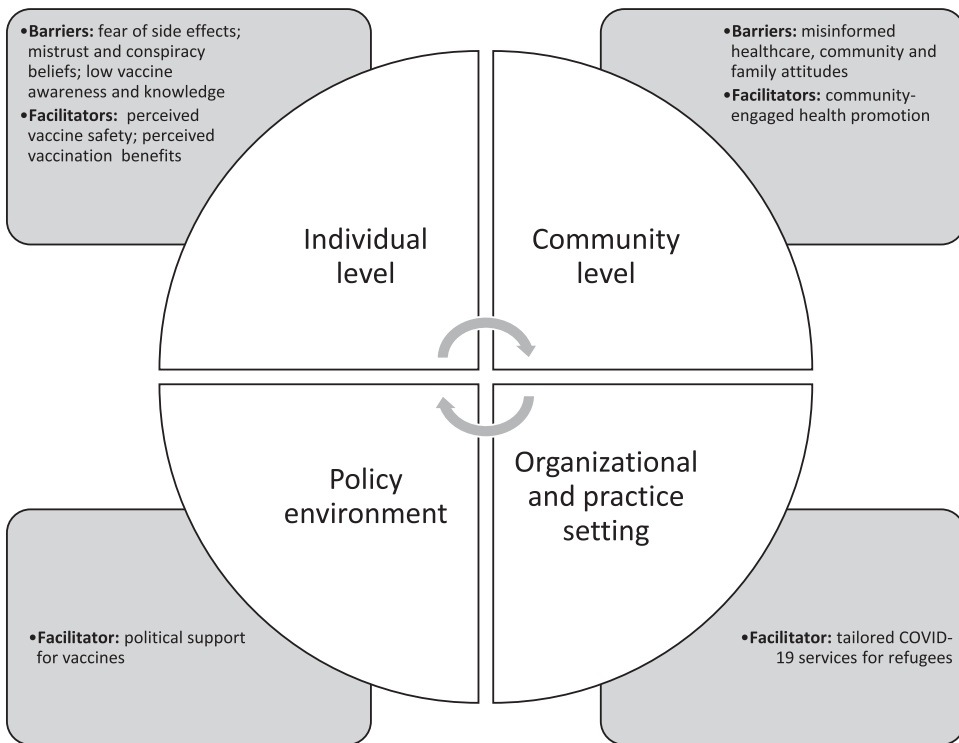 •Barriers: fear of side effects;
mistrust and conspiracy
beliefs; low vaccine
awareness and knowledge
•Facilitators: perceived
vaccine safety; perceived
vaccination benefits
•Barriers: misinformed
healthcare, community and
family attitudes
•Facilitators: community-
engaged health promotion
Individual
level
Community
level
Policy
environment
Organizational
and practice
setting
•Facilitator: political support
for vaccines
•Facilitator: tailored COVID-
19 services for refugees